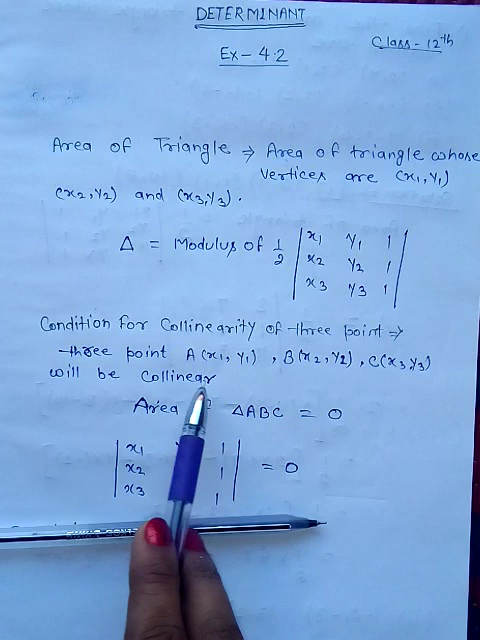 DETERMINANT
Class-12th
Ex-4.2
Area of Triangle → Area of triangle whose
vertices are (x1,y1)
(x2,y2) and (x3,y3).
Δ = Modulus of 1/2 | x1 y1 1 |
| x2 y2 1 |
| x3 y3 1 |
Condition for Collinearity of three point ⇒
three point A(x1, y1), B(x2, y2), C(x3,y3)
will be Collinear
Area ΔABC = 0
| x1 1 |
| x2 1 | = 0
| x3 1 |